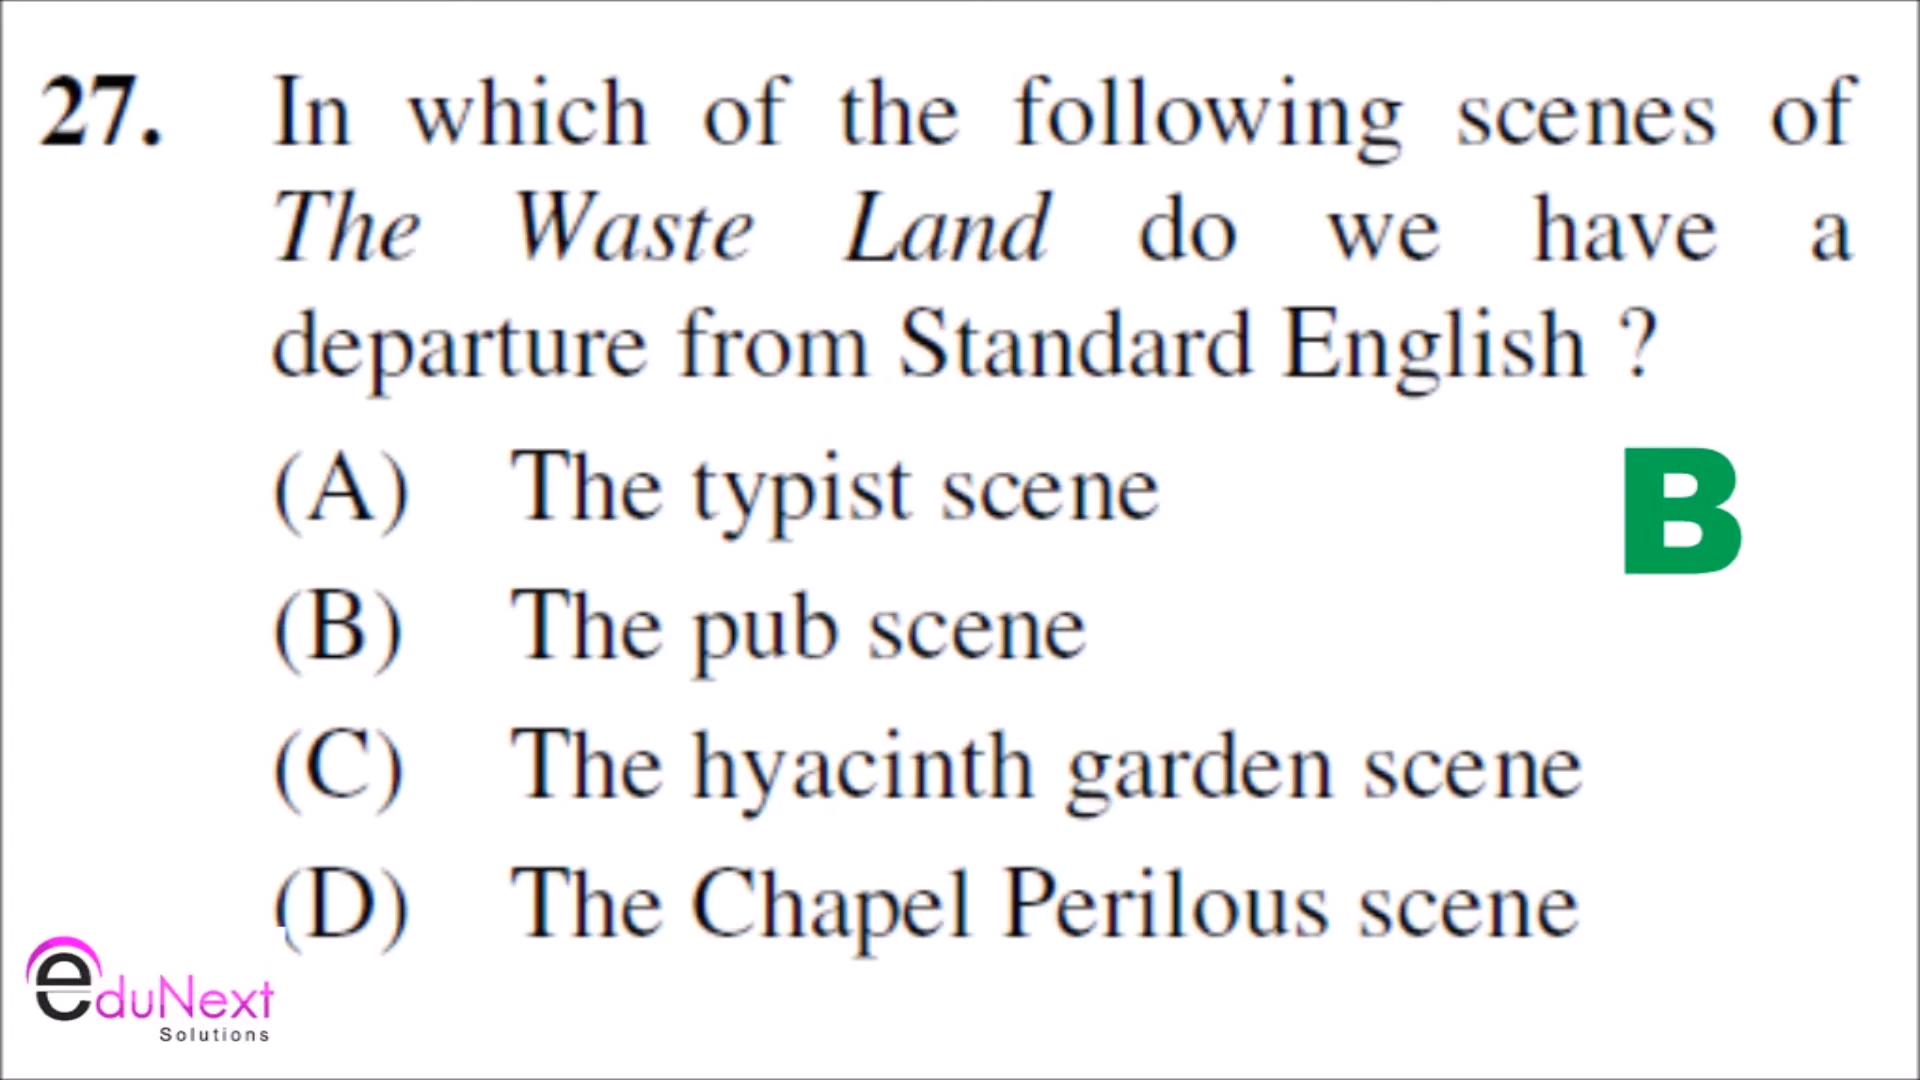 27. In which of the following scenes of
The Waste Land do we have a
departure from Standard English ?
(A) The typist scene
B
(B) The pub scene
(C) The hyacinth garden scene
(D) The Chapel Perilous scene
eduNext
Solutions